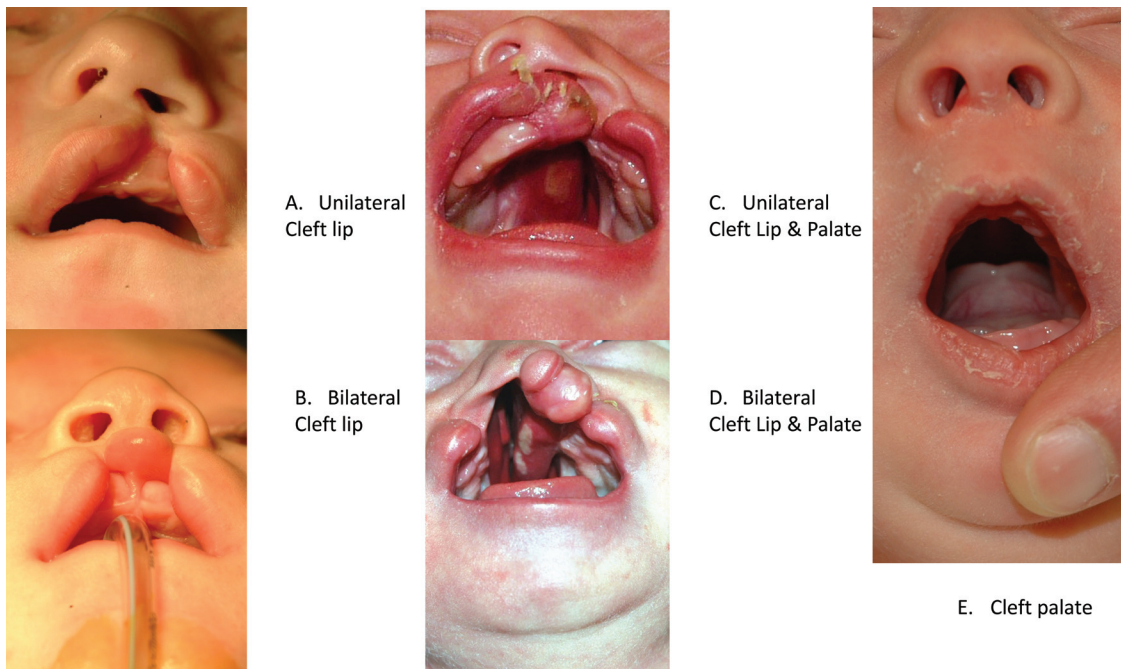 A. Unilateral
Cleft lip
B. Bilateral
Cleft lip
C. Unilateral
Cleft Lip & Palate
D. Bilateral
Cleft Lip & Palate
E. Cleft palate